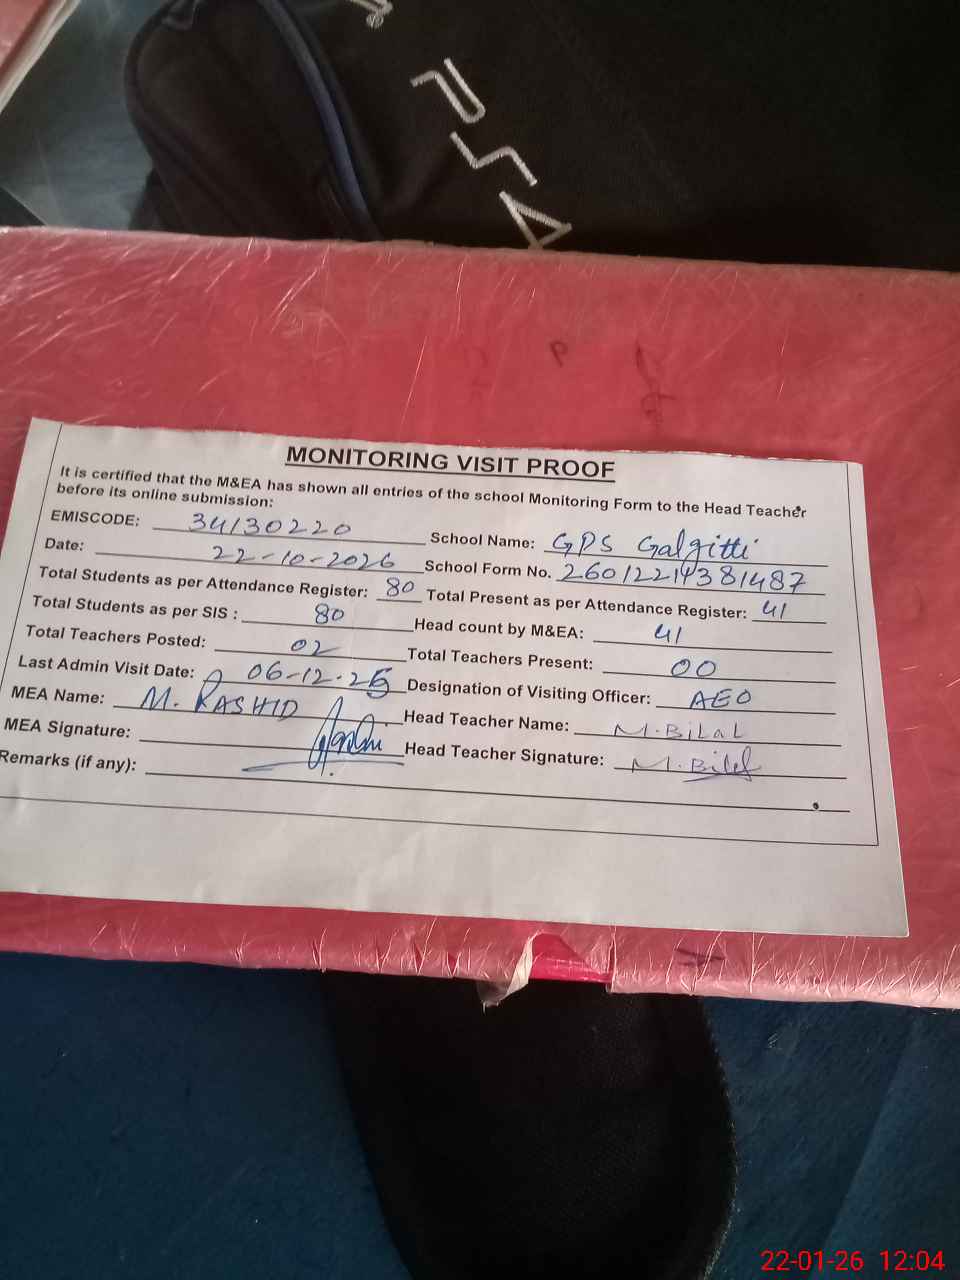 PSA
MONITORING VISIT PROOF
It is certified that the M&EA has shown all entries of the school Monitoring Form to the Head Teacher
before its online submission:
EMISCODE: 34130220 School Name: GPS Galgitti
Date: 22-10-2026 School Form No. 26012214381487
Total Students as per Attendance Register: 80 Total Present as per Attendance Register: 41
Total Students as per SIS : 80 Head count by M&EA: 41
Total Teachers Posted: 02 Total Teachers Present: 00
Last Admin Visit Date: 06-12-25 Designation of Visiting Officer: AEO
MEA Name: M. RASHID Head Teacher Name: M.BiLaL
MEA Signature: Head Teacher Signature: M.Bilal
Remarks (if any):
22-01-26 12:04